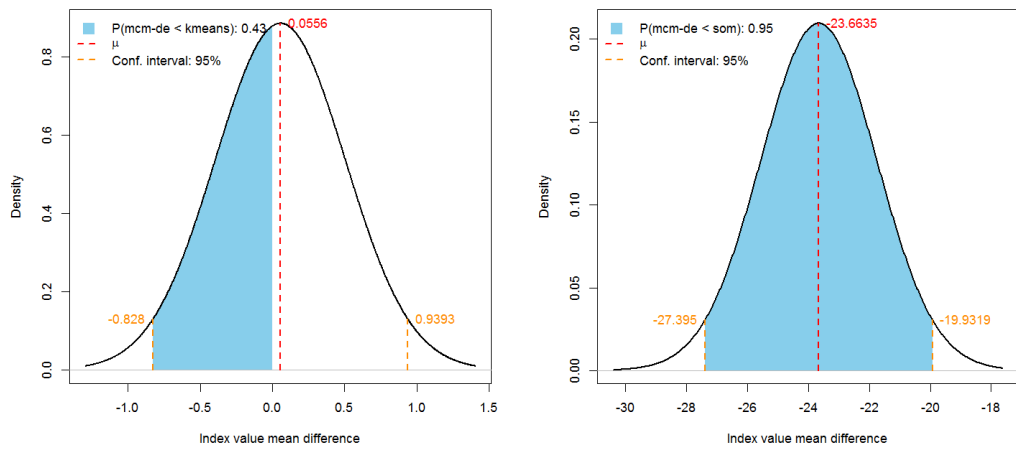 P(mcm-de < kmeans): 0.43
μ
Conf. interval: 95%
0.0556
-0.828
0.9393
Density
0.0
0.2
0.4
0.6
0.8
-1.0
-0.5
0.0
0.5
1.0
1.5
Index value mean difference
P(mcm-de < som): 0.95
μ
Conf. interval: 95%
-23.6635
-27.395
-19.9319
Density
0.00
0.05
0.10
0.15
0.20
-30
-28
-26
-24
-22
-20
-18
Index value mean difference